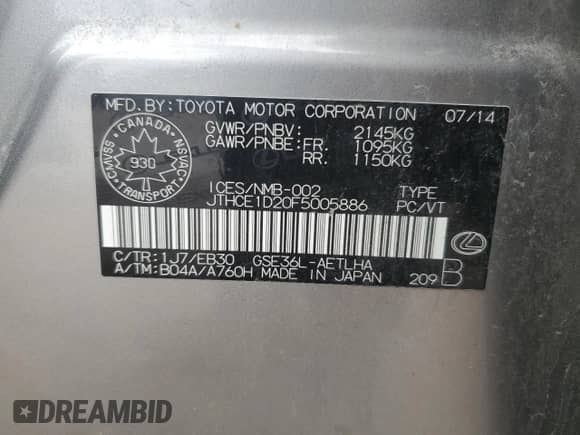 MFD. BY: TOYOTA MOTOR CORPORATION 07/14
GVWR/PNBV: 2145KG
GAWR/PNBE: FR. 1095KG
RR. 1150KG
CANADA
CMVSS
930
NSVAC
TRANSPORT
ICES/NMB-002 TYPE
JTHCE1D20F5005886 PC/VT
C/TR: 1J7/EB30 GSE36L-AETLHA
A/TM: B04A/A760H MADE IN JAPAN 209 B
DREAMBID